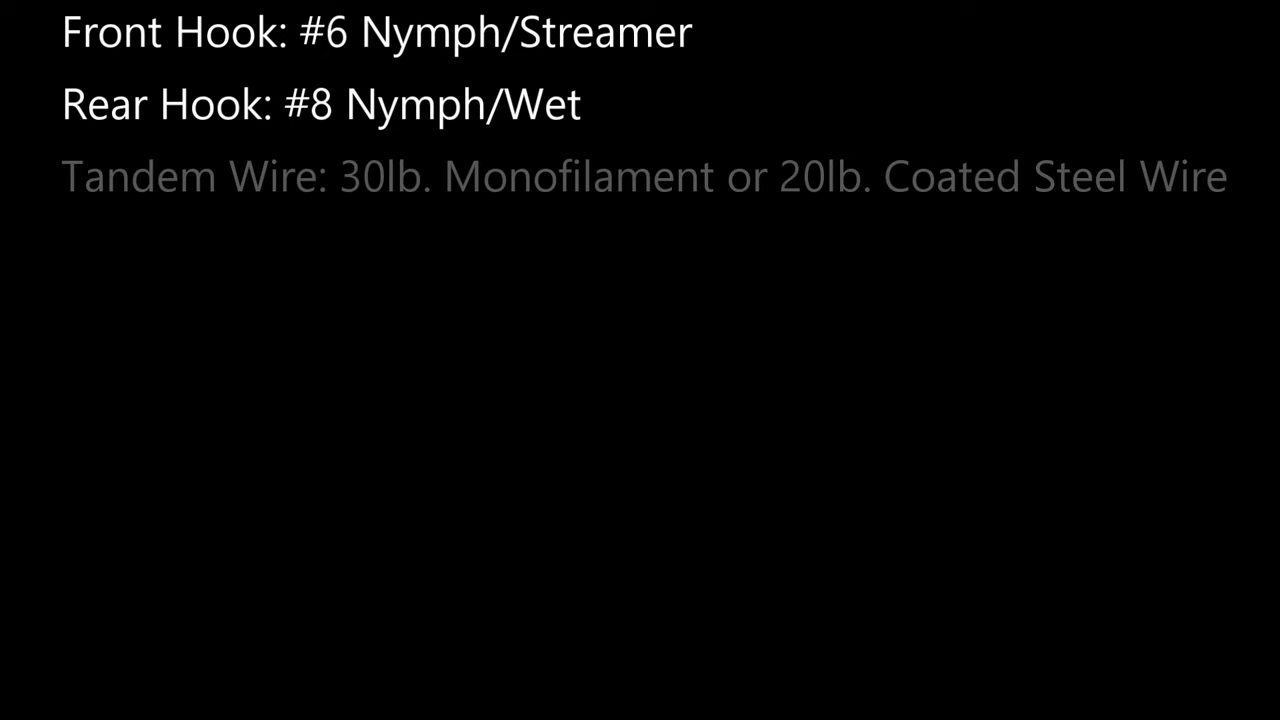 Front Hook: #6 Nymph/Streamer
Rear Hook: #8 Nymph/Wet
Tandem Wire: 30lb. Monofilament or 20lb. Coated Steel Wire